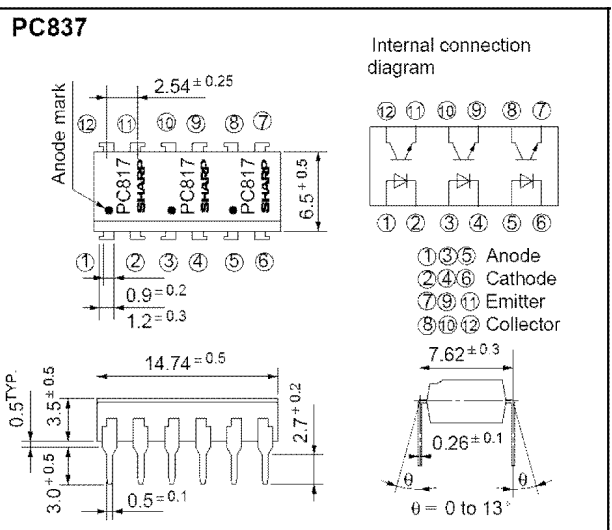 PC837
Internal connection
diagram
2.54 ± 0.25
Anode mark
⑫ ⑪ ⑩ ⑨ ⑧ ⑦
PC817
SHARP
PC817
SHARP
PC817
SHARP
6.5 ± 0.5
① ② ③ ④ ⑤ ⑥
0.9 ± 0.2
1.2 ± 0.3
⑫ ⑪ ⑩ ⑨ ⑧ ⑦
① ② ③ ④ ⑤ ⑥
①③⑤ Anode
②④⑥ Cathode
⑦⑨⑪ Emitter
⑧⑩⑫ Collector
14.74 ± 0.5
0.5 TYP.
3.5 ± 0.5
3.0 ± 0.5
2.7 ± 0.2
0.5 ± 0.1
7.62 ± 0.3
0.26 ± 0.1
θ θ
θ = 0 to 13°